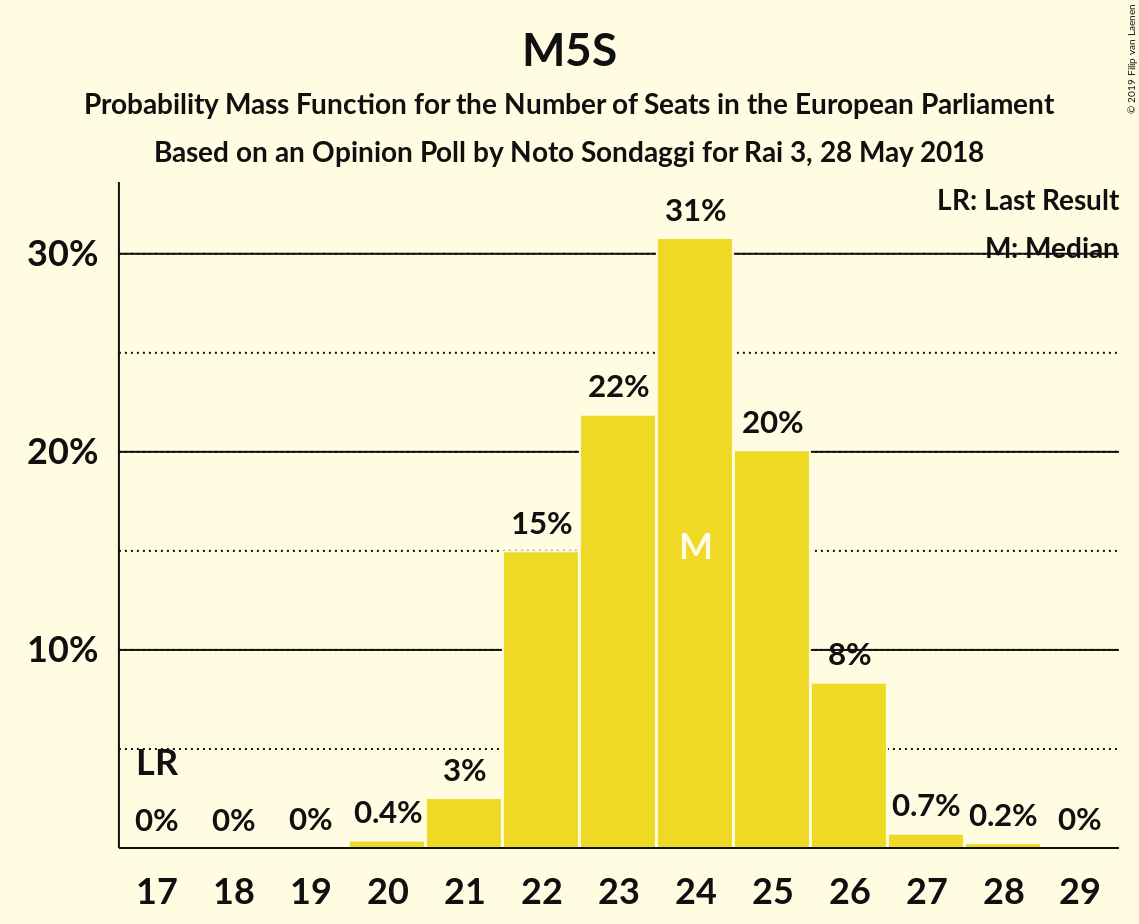 M5S
Probability Mass Function for the Number of Seats in the European Parliament
Based on an Opinion Poll by Noto Sondaggi for Rai 3, 28 May 2018
© 2019 Filip van Laenen
LR: Last Result
M: Median
30%
20%
10%
31%
22%
20%
15%
M
8%
LR
3%
0% 0% 0% 0.4% 0.7% 0.2% 0%
17 18 19 20 21 22 23 24 25 26 27 28 29